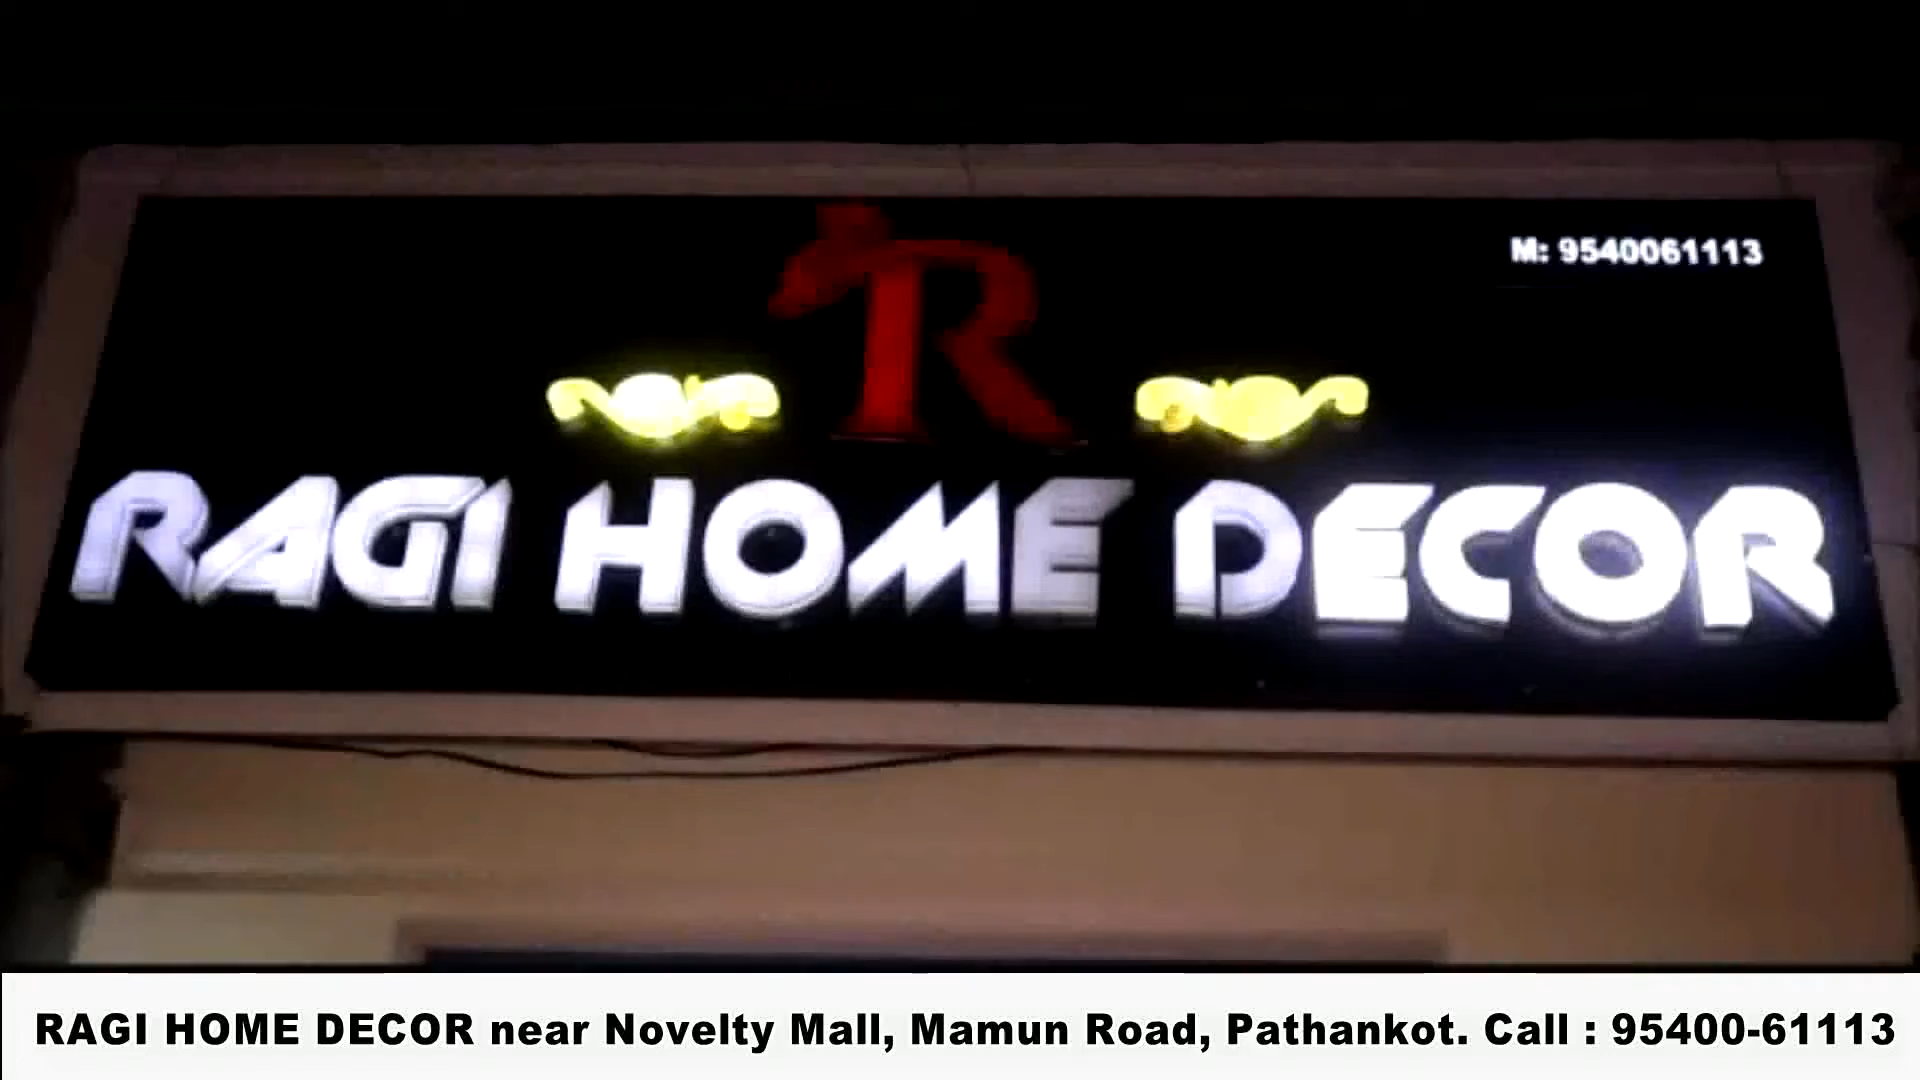 R
M: 9540061113
RAGI HOME DECOR
RAGI HOME DECOR near Novelty Mall, Mamun Road, Pathankot. Call : 95400-61113